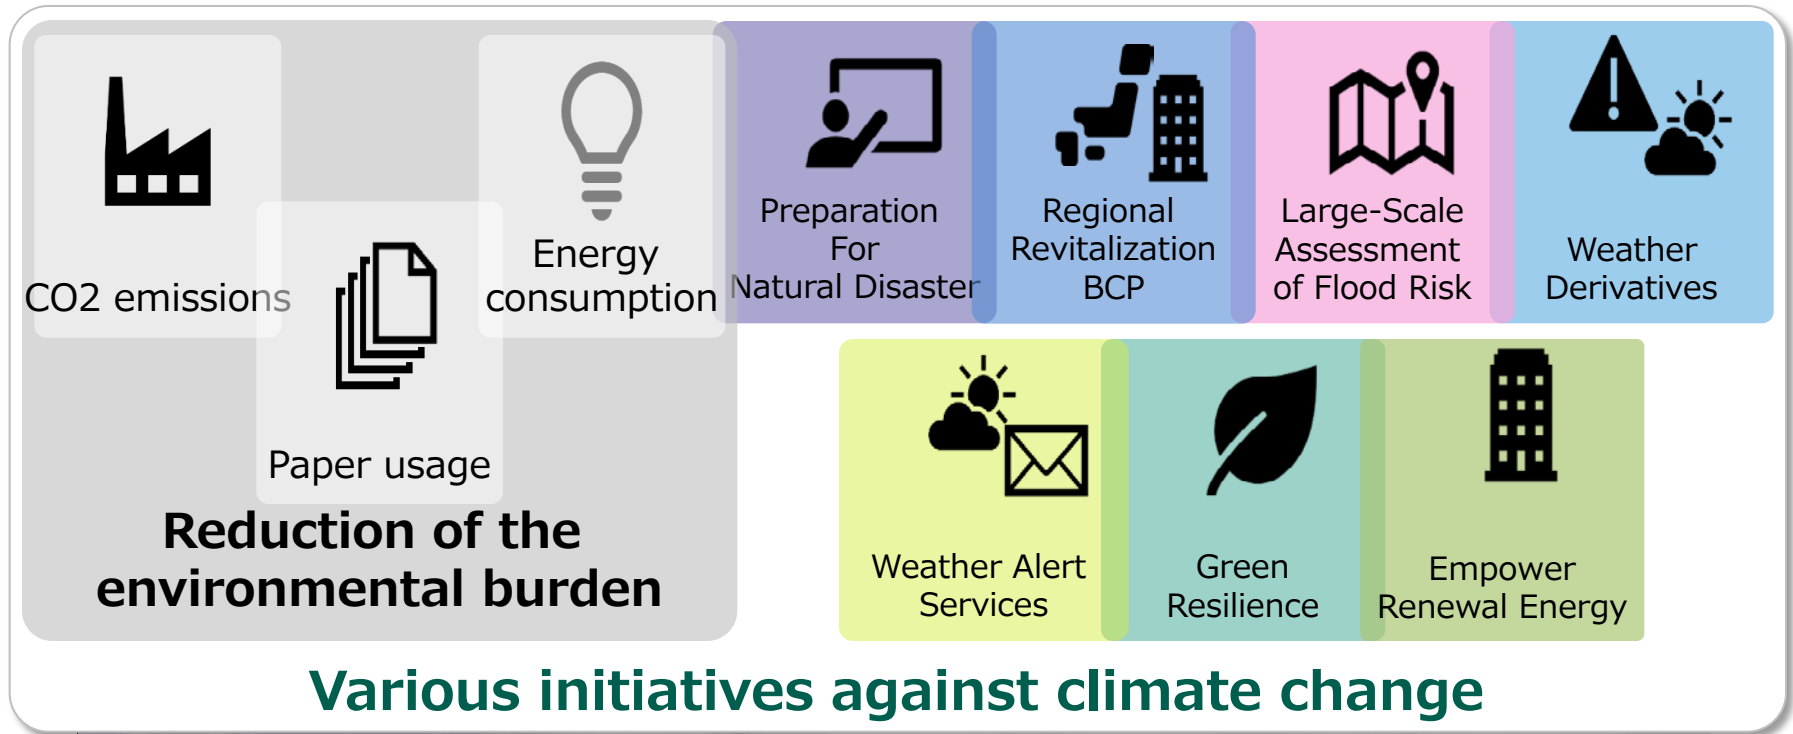 CO2 emissions
Paper usage
Energy
consumption
Reduction of the
environmental burden
Preparation
For
Natural Disaster
Regional
Revitalization
BCP
Large-Scale
Assessment
of Flood Risk
Weather
Derivatives
Weather Alert
Services
Green
Resilience
Empower
Renewal Energy
Various initiatives against climate change